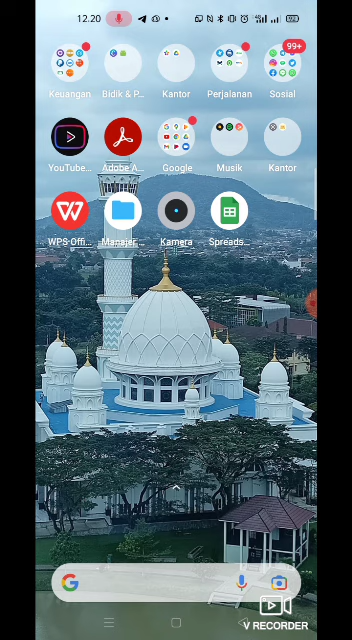 12.20
99+
Keuangan Bidik & P... Kantor Perjalanan Sosial
YouTube... Adobe A... Google Musik Kantor
WPS Offi... Manajer... Kamera Spreads...
V RECORDER